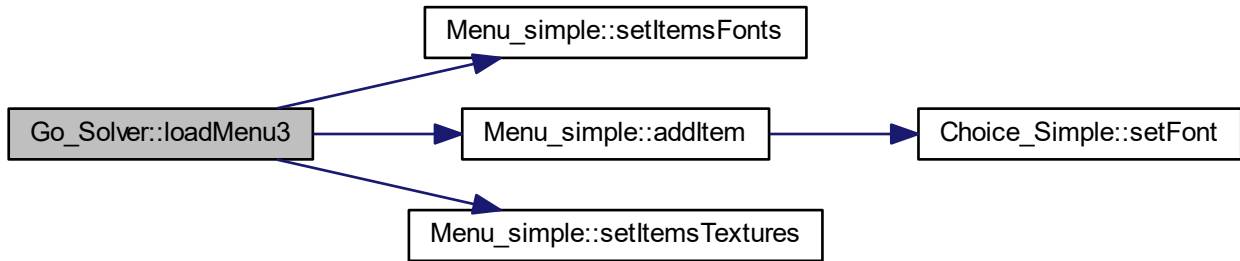 Menu_simple::setItemsFonts
Go_Solver::loadMenu3
Menu_simple::addItem
Choice_Simple::setFont
Menu_simple::setItemsTextures